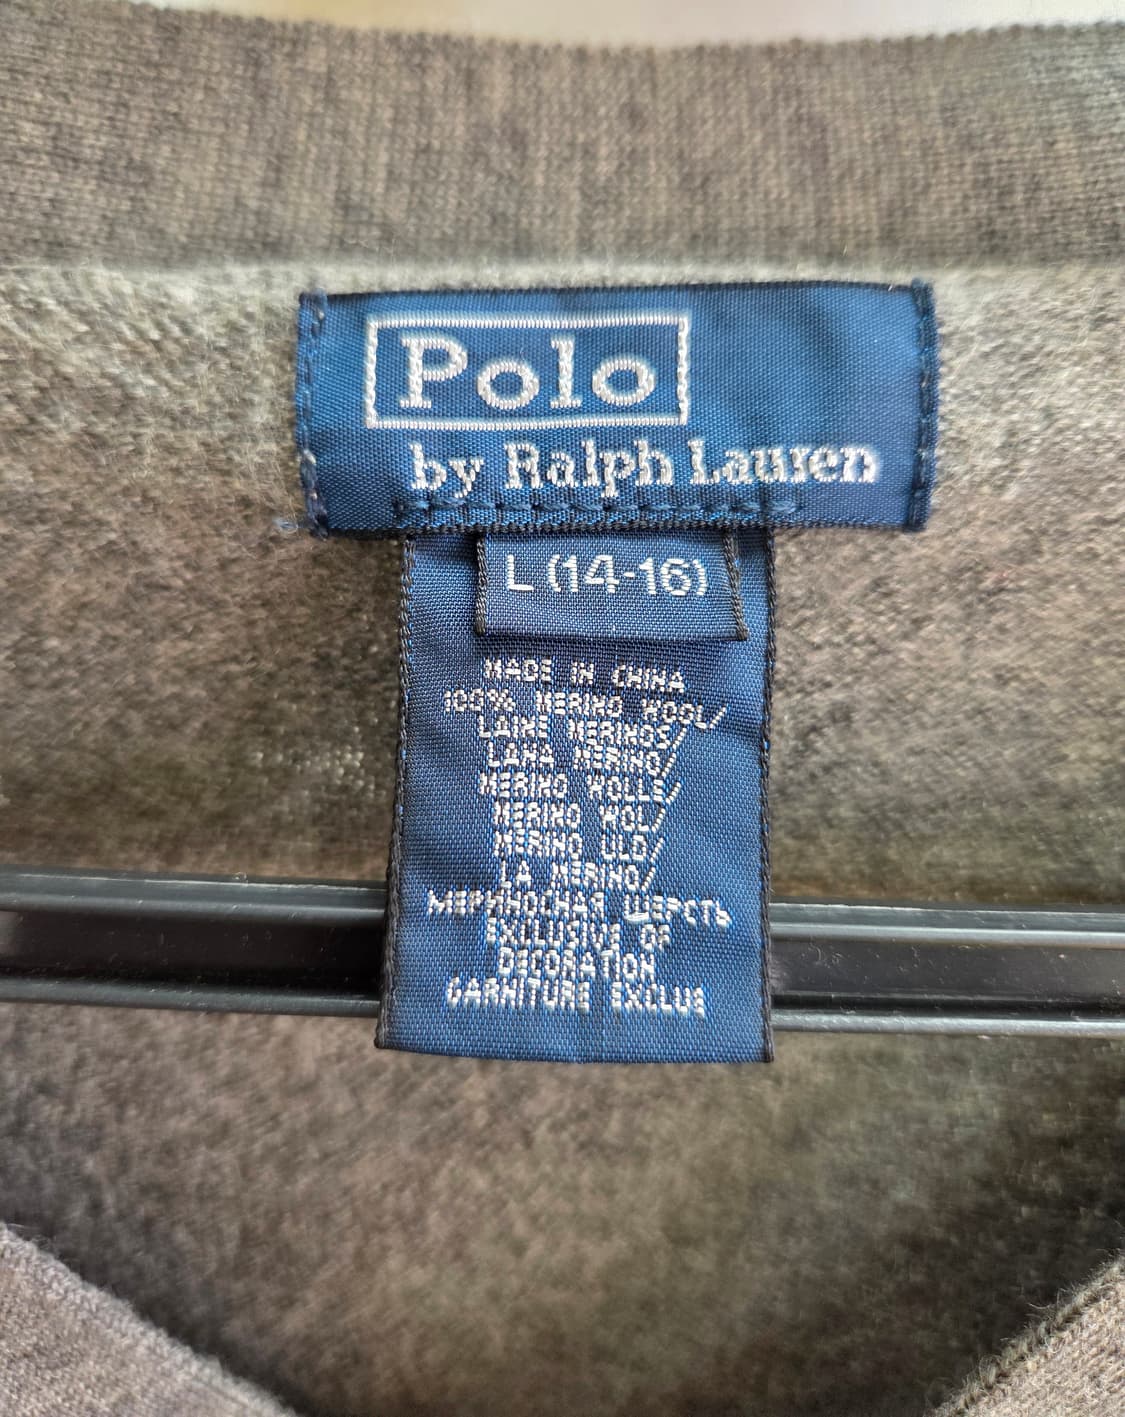 Polo
by Ralph Lauren
L (14-16)
MADE IN CHINA
100% MERINO WOOL/
LAINE MERINOS/
LANA MERINO/
MERINO WOLLE/
MERINO WOL/
MERINO ULD/
LA MERINO/
МЕРИНОСНАЯ ШЕРСТЬ
EXCLUSIVE OF
DECORATION
GARNITURE EXCLUE